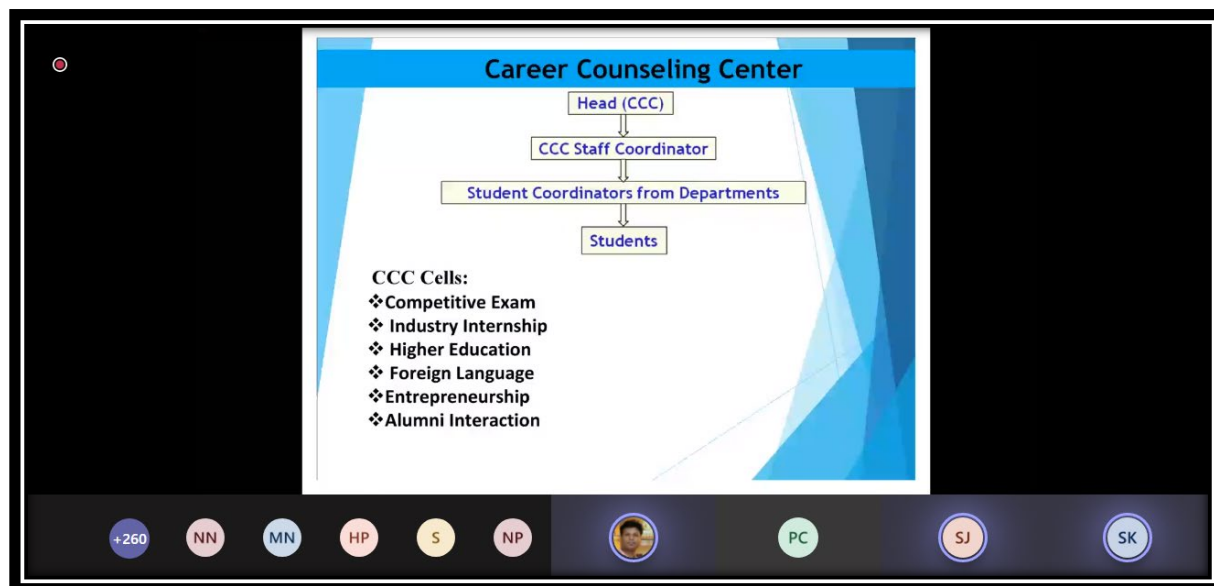 Career Counseling Center
Head (CCC)
CCC Staff Coordinator
Student Coordinators from Departments
Students
CCC Cells:
❖Competitive Exam
❖ Industry Internship
❖ Higher Education
❖ Foreign Language
❖Entrepreneurship
❖Alumni Interaction
+260 NN MN HP S NP PC SJ SK